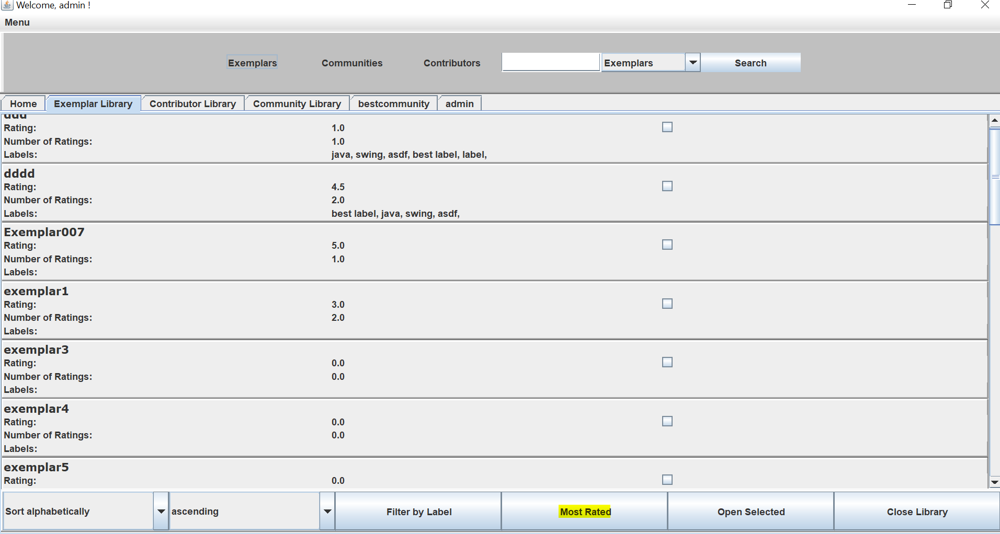 Welcome, admin !
Menu
Exemplars Communities Contributors Exemplars Search
Home Exemplar Library Contributor Library Community Library bestcommunity admin
ddd
Rating: 1.0
Number of Ratings: 1.0
Labels: java, swing, asdf, best label, label,
dddd
Rating: 4.5
Number of Ratings: 2.0
Labels: best label, java, swing, asdf,
Exemplar007
Rating: 5.0
Number of Ratings: 1.0
Labels:
exemplar1
Rating: 3.0
Number of Ratings: 2.0
Labels:
exemplar3
Rating: 0.0
Number of Ratings: 0.0
Labels:
exemplar4
Rating: 0.0
Number of Ratings: 0.0
Labels:
exemplar5
Rating: 0.0
Sort alphabetically ascending Filter by Label Most Rated Open Selected Close Library